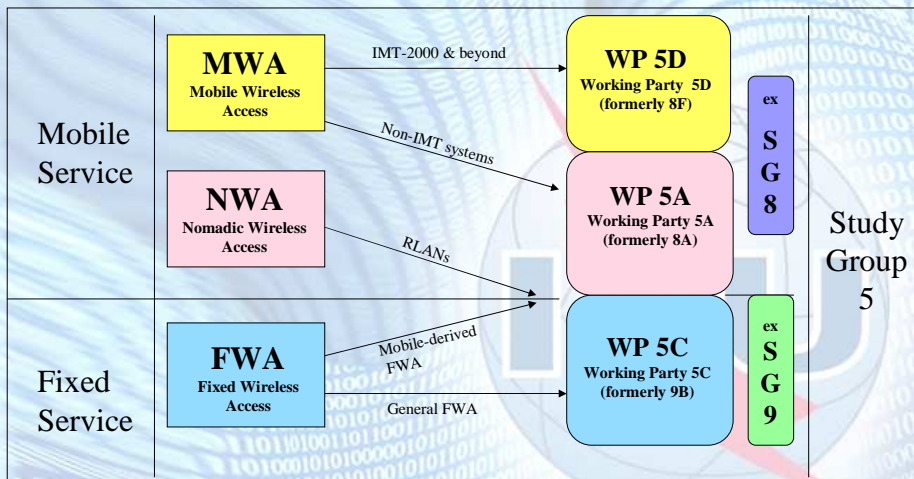 Mobile
Service
Fixed
Service
MWA
Mobile Wireless
Access
NWA
Nomadic Wireless
Access
FWA
Fixed Wireless
Access
IMT-2000 & beyond
Non-IMT systems
RLANs
Mobile-derived
FWA
General FWA
WP 5D
Working Party 5D
(formerly 8F)
WP 5A
Working Party 5A
(formerly 8A)
WP 5C
Working Party 5C
(formerly 9B)
ex
S
G
8
ex
S
G
9
Study
Group
5